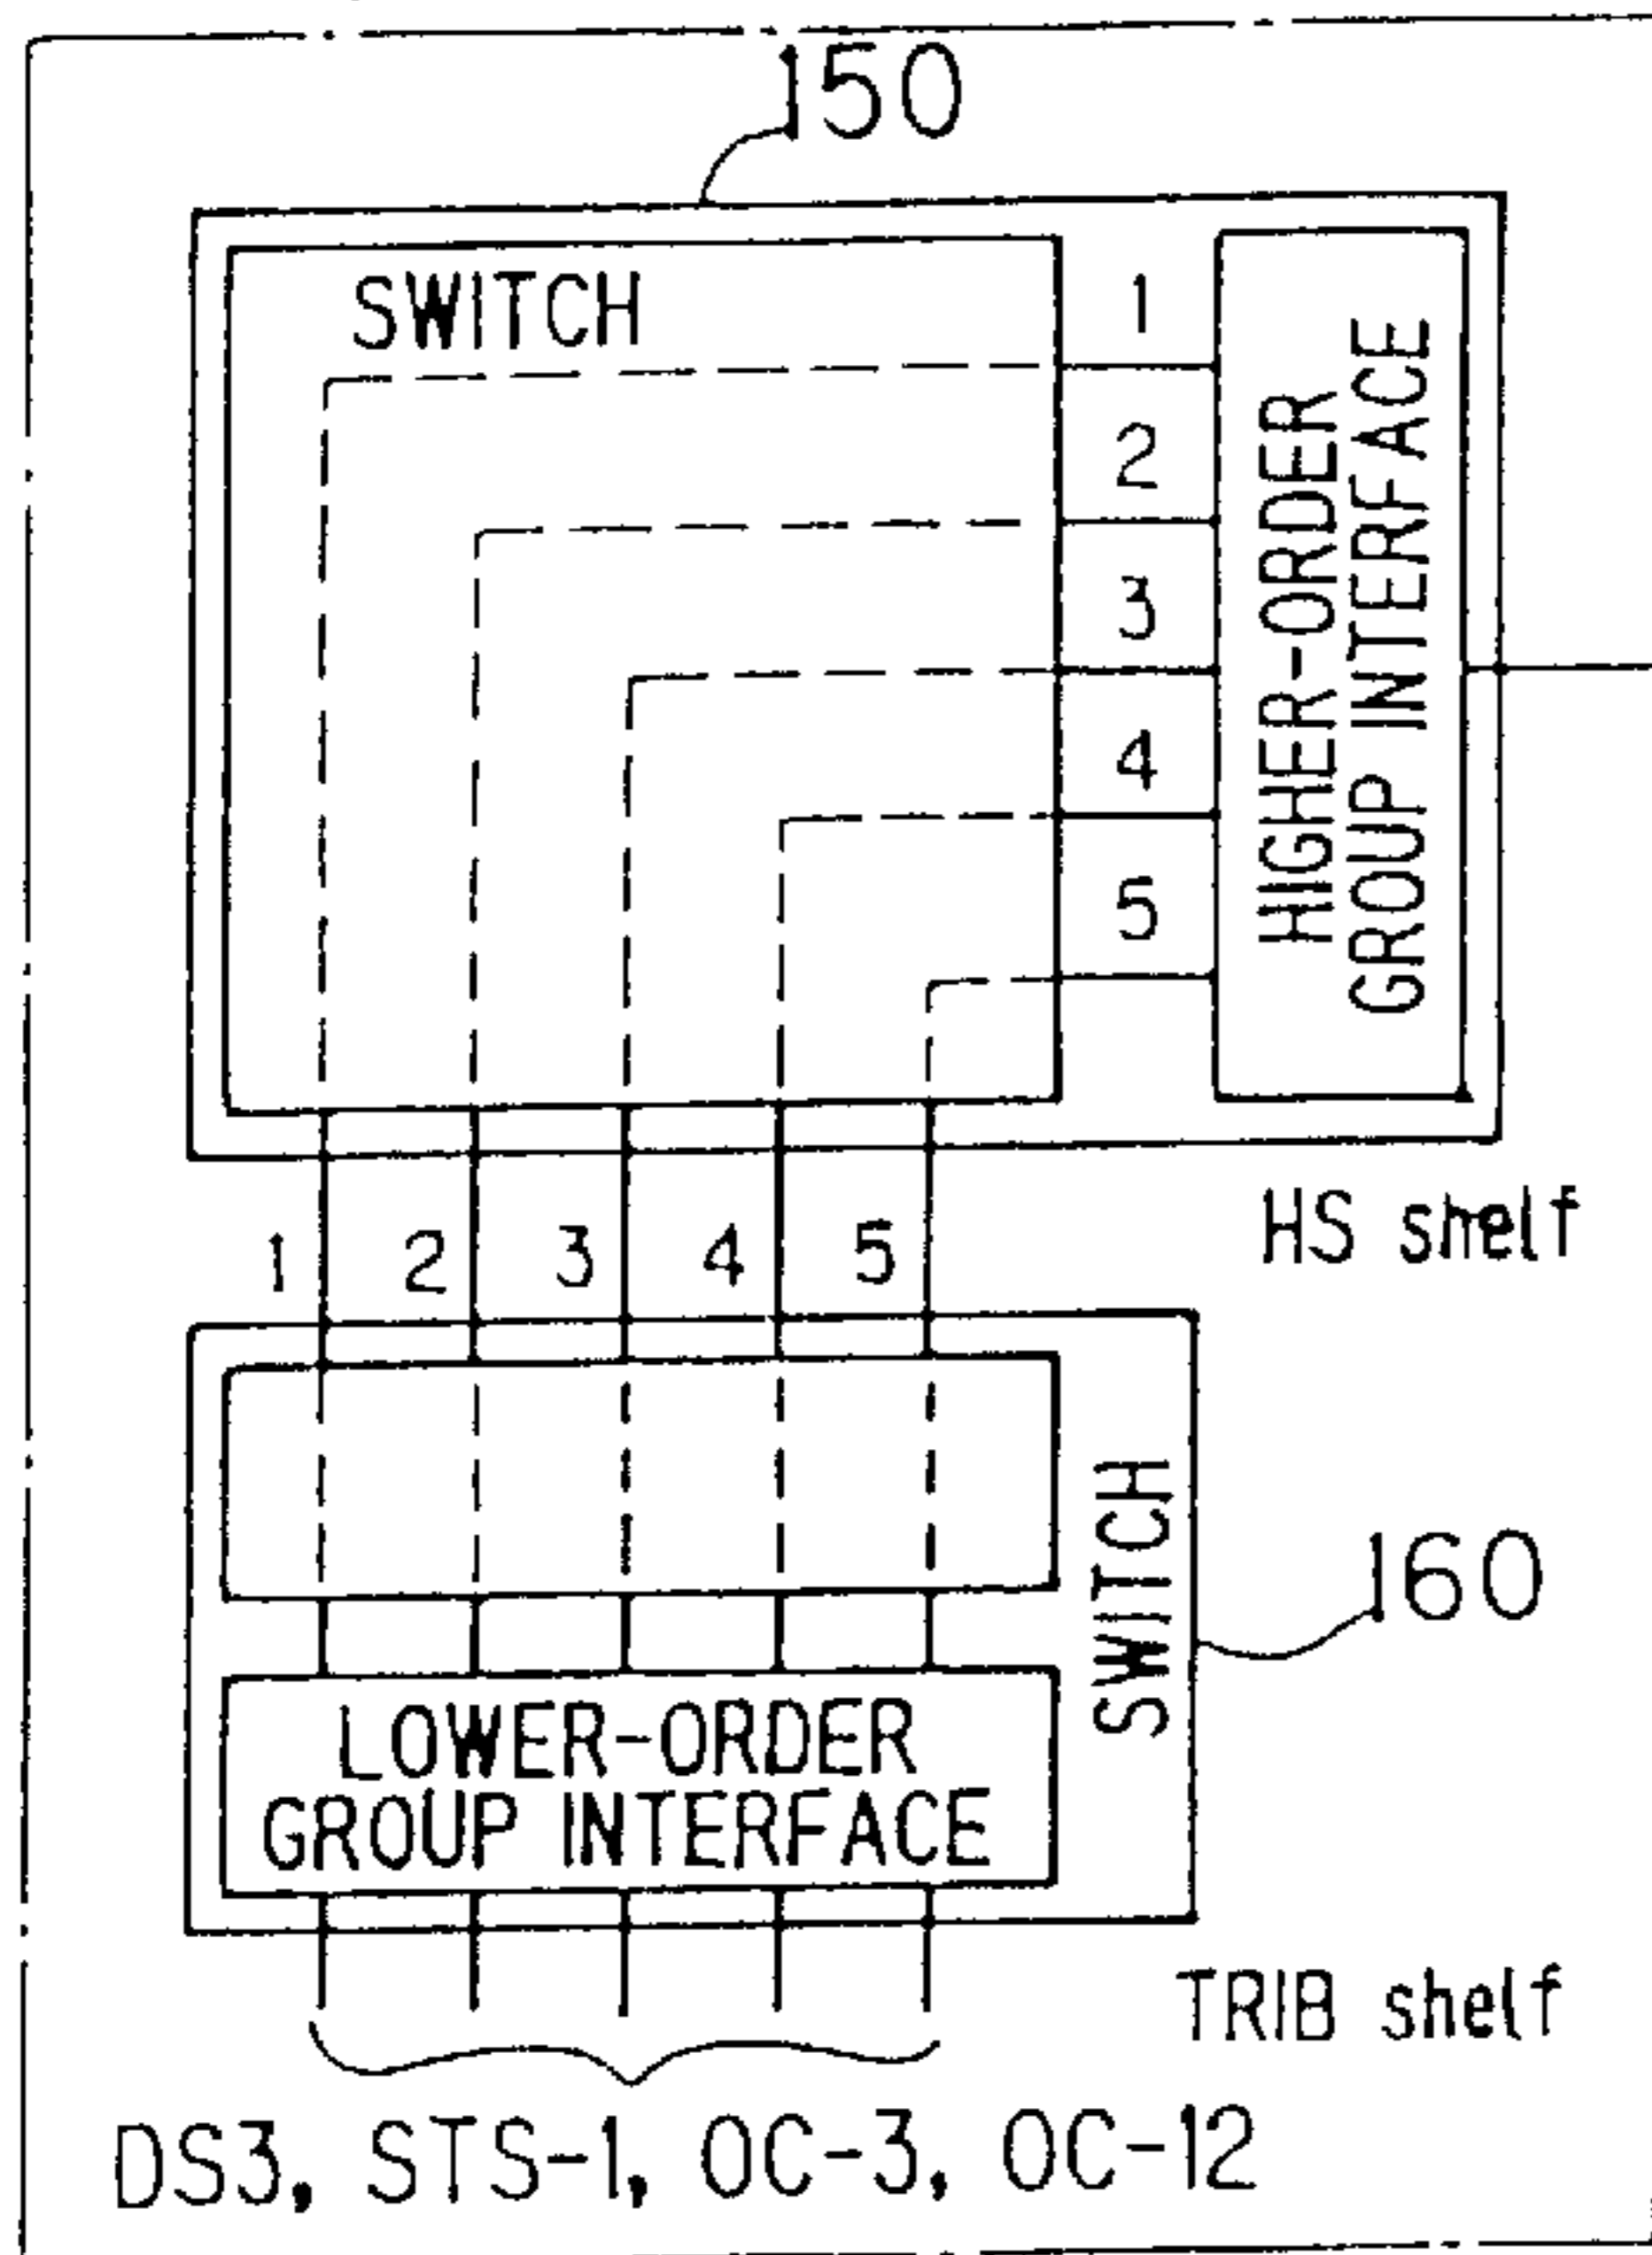 150
SWITCH
1
2
3
4
5
HIGHER-ORDER
GROUP INTERFACE
HS shelf
1 2 3 4 5
SWITCH
160
LOWER-ORDER
GROUP INTERFACE
TRIB shelf
DS3, STS-1, OC-3, OC-12